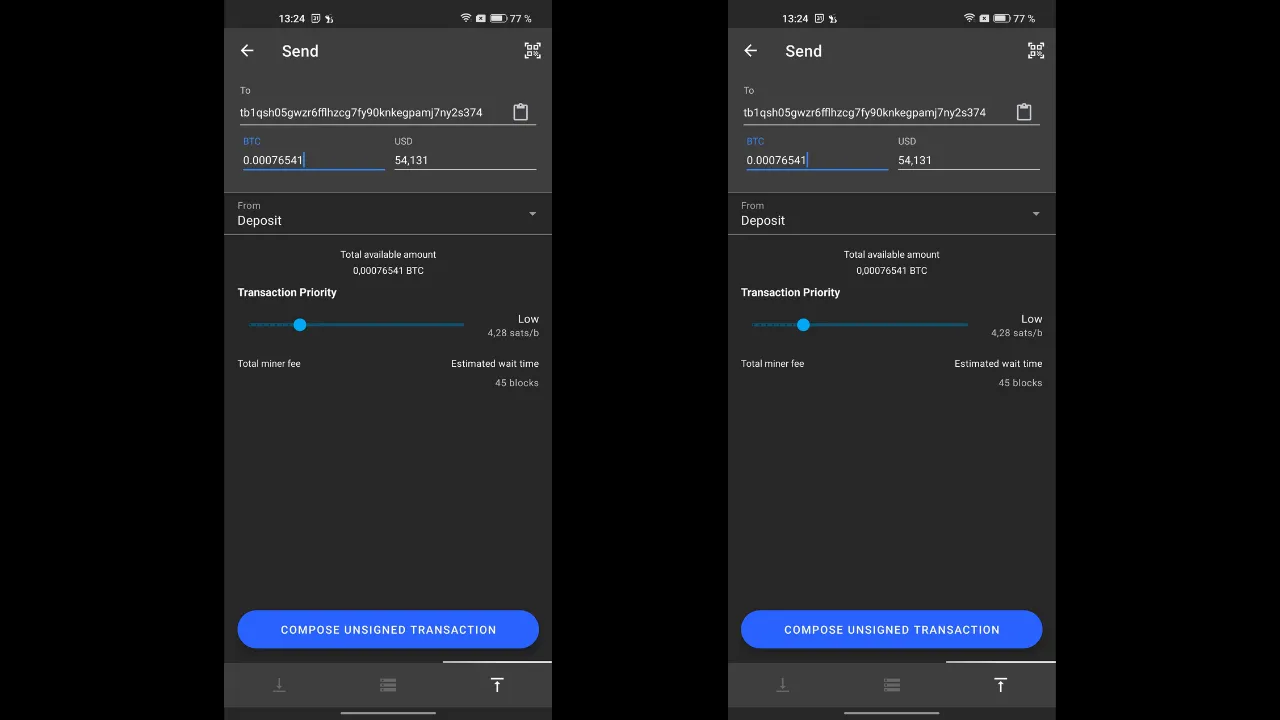 13:24
31
77 %
Send
To
tb1qsh05gwzr6fflhzcg7fy90knkegpamj7ny2s374
BTC
USD
0.00076541
54,131
From
Deposit
Total available amount
0,00076541 BTC
Transaction Priority
Low
4,28 sats/b
Total miner fee
Estimated wait time
45 blocks
COMPOSE UNSIGNED TRANSACTION
13:24
31
77 %
Send
To
tb1qsh05gwzr6fflhzcg7fy90knkegpamj7ny2s374
BTC
USD
0.00076541
54,131
From
Deposit
Total available amount
0,00076541 BTC
Transaction Priority
Low
4,28 sats/b
Total miner fee
Estimated wait time
45 blocks
COMPOSE UNSIGNED TRANSACTION